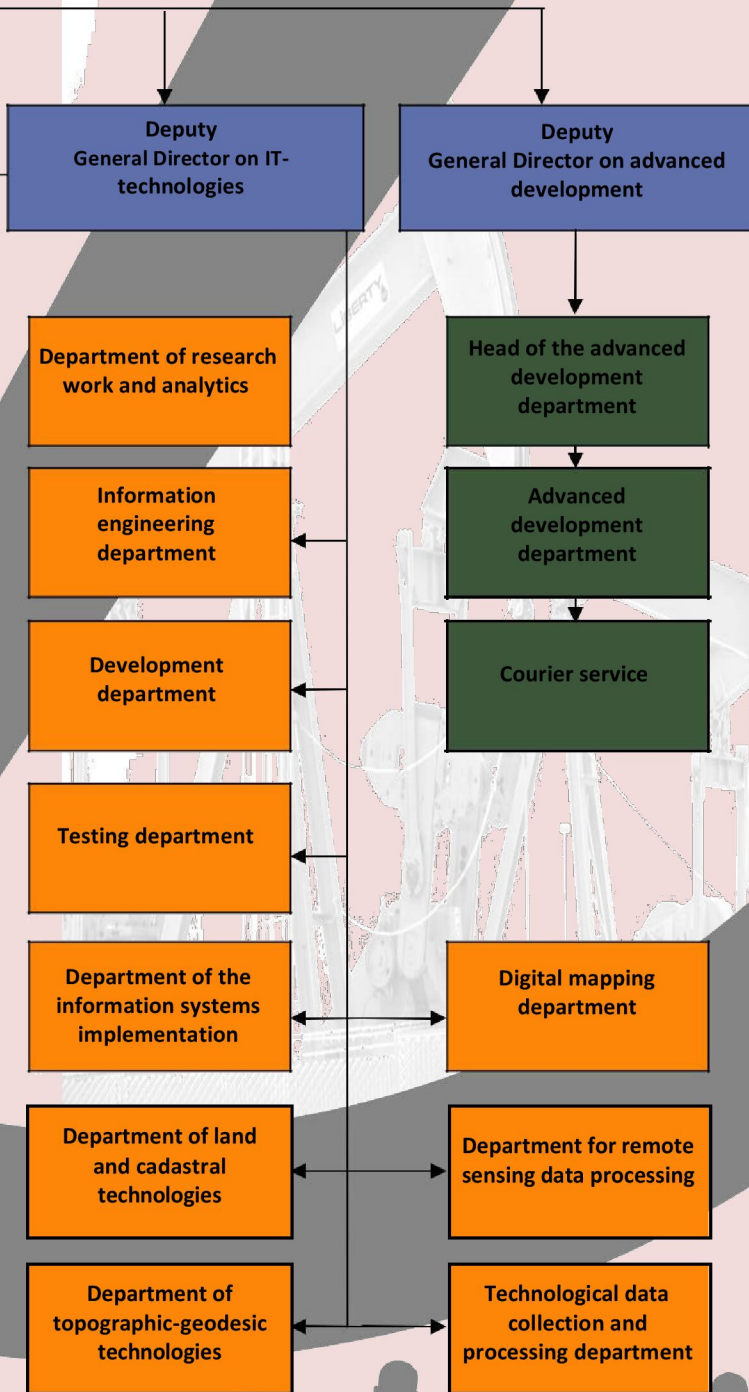 Deputy
General Director on IT-
technologies
Deputy
General Director on advanced
development
LIBERTY
Department of research
work and analytics
Head of the advanced
development
department
Information
engineering
department
Advanced
development
department
Development
department
Courier service
Testing department
Department of the
information systems
implementation
Digital mapping
department
Department of land
and cadastral
technologies
Department for remote
sensing data processing
Department of
topographic-geodesic
technologies
Technological data
collection and
processing department